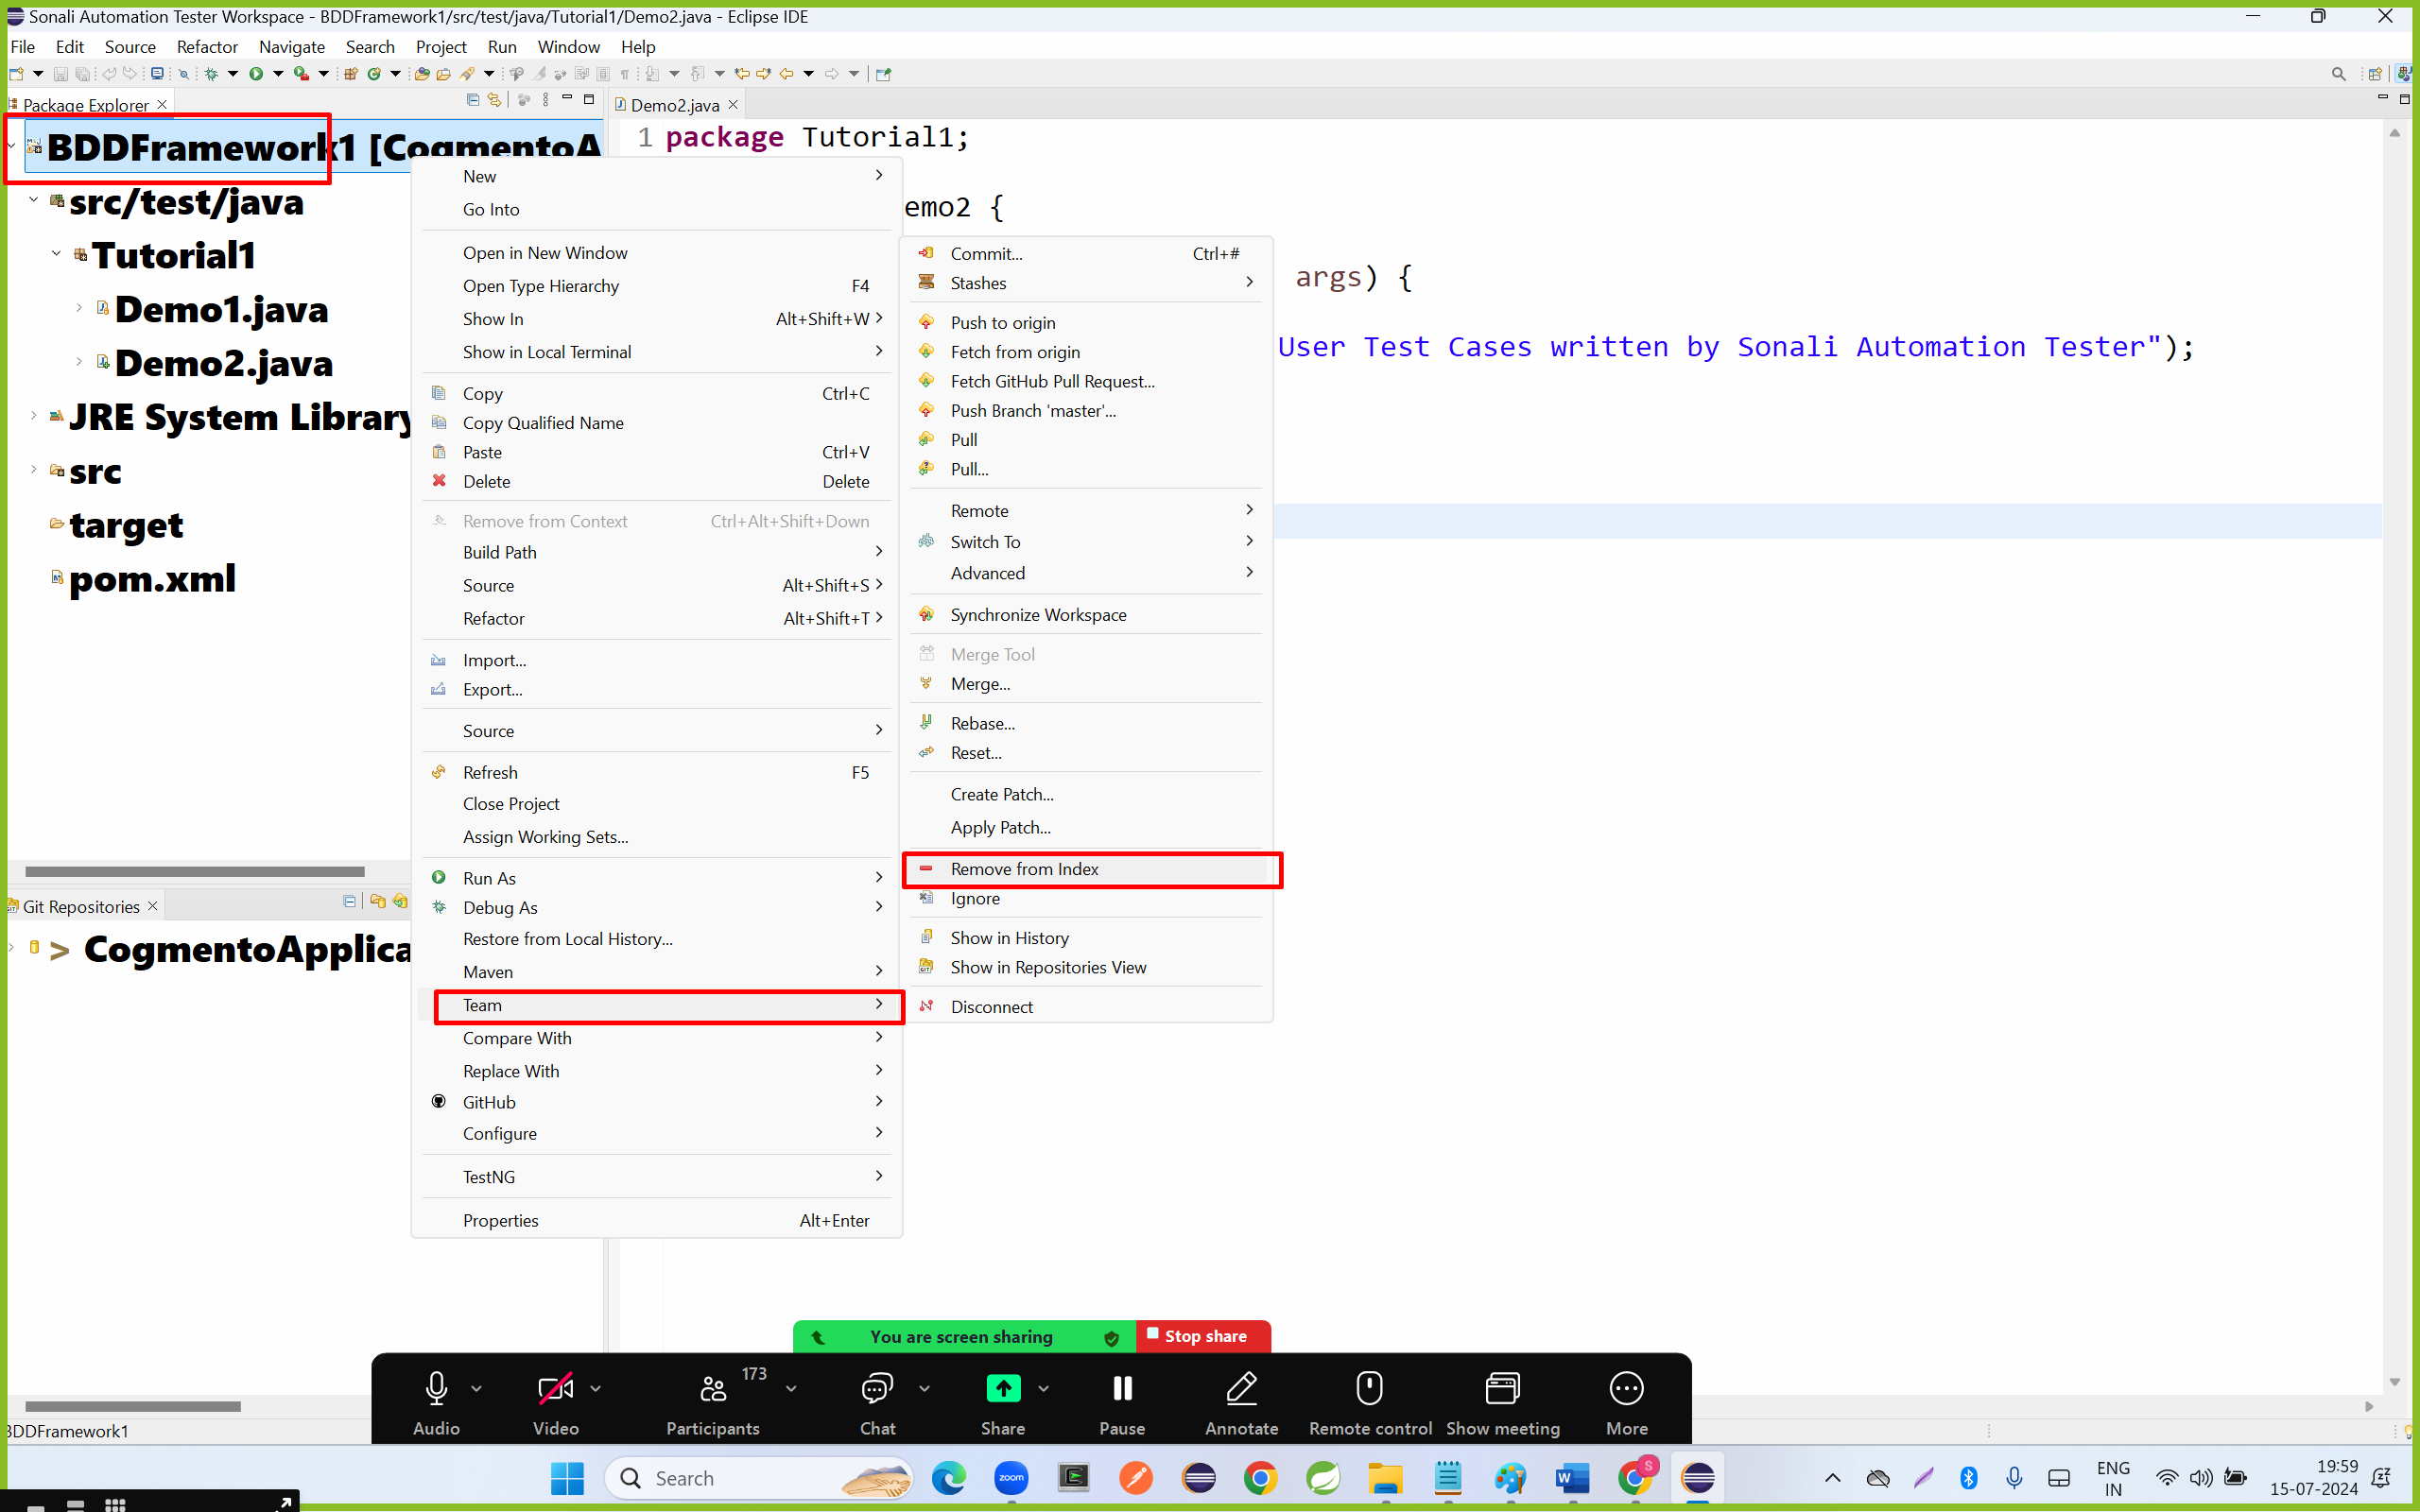 Sonali Automation Tester Workspace - BDDFramework1/src/test/java/Tutorial1/Demo2.java - Eclipse IDE
File Edit Source Refactor Navigate Search Project Run Window Help
Package Explorer
Demo2.java
BDDFramework1 [CogmentoA
src/test/java
Tutorial1
Demo1.java
Demo2.java
JRE System Library
src
target
pom.xml
Git Repositories
> CogmentoApplica
BDDFramework1
1 package Tutorial1;
emo2 {
args) {
User Test Cases written by Sonali Automation Tester");
New
Go Into
Open in New Window
Open Type Hierarchy F4
Show In Alt+Shift+W
Show in Local Terminal
Copy Ctrl+C
Copy Qualified Name
Paste Ctrl+V
Delete Delete
Remove from Context Ctrl+Alt+Shift+Down
Build Path
Source Alt+Shift+S
Refactor Alt+Shift+T
Import...
Export...
Source
Refresh F5
Close Project
Assign Working Sets...
Run As
Debug As
Restore from Local History...
Maven
Team
Compare With
Replace With
GitHub
Configure
TestNG
Properties Alt+Enter
Commit... Ctrl+#
Stashes
Push to origin
Fetch from origin
Fetch GitHub Pull Request...
Push Branch 'master'...
Pull
Pull...
Remote
Switch To
Advanced
Synchronize Workspace
Merge Tool
Merge...
Rebase...
Reset...
Create Patch...
Apply Patch...
Remove from Index
Ignore
Show in History
Show in Repositories View
Disconnect
You are screen sharing Stop share
173
Audio Video Participants Chat Share Pause Annotate Remote control Show meeting More
Search
zoom
S
ENG
IN
19:59
15-07-2024